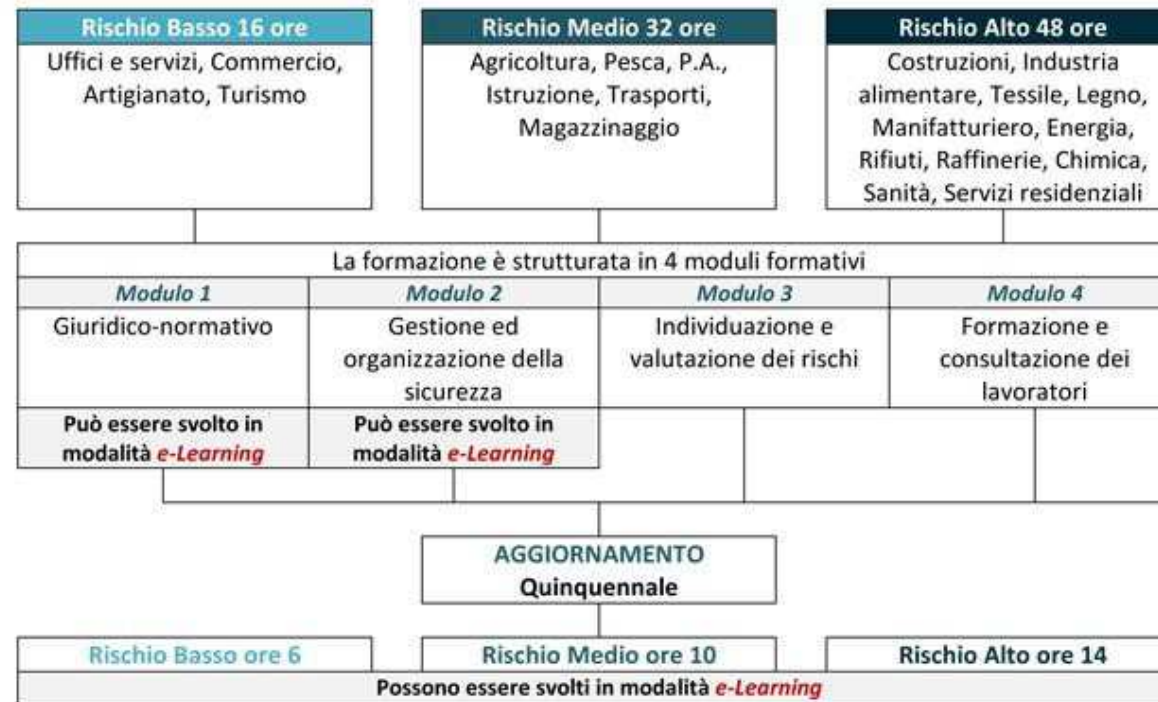 Rischio Basso 16 ore
Uffici e servizi, Commercio,
Artigianato, Turismo
Rischio Medio 32 ore
Agricoltura, Pesca, P.A.,
Istruzione, Trasporti,
Magazzinaggio
Rischio Alto 48 ore
Costruzioni, Industria
alimentare, Tessile, Legno,
Manifatturiero, Energia,
Rifiuti, Raffinerie, Chimica,
Sanità, Servizi residenziali
La formazione è strutturata in 4 moduli formativi
Modulo 1
Giuridico-normativo
Può essere svolto in
modalità e-Learning
Modulo 2
Gestione ed
organizzazione della
sicurezza
Può essere svolto in
modalità e-Learning
Modulo 3
Individuazione e
valutazione dei rischi
Modulo 4
Formazione e
consultazione dei
lavoratori
AGGIORNAMENTO
Quinquennale
Rischio Basso ore 6
Rischio Medio ore 10
Rischio Alto ore 14
Possono essere svolti in modalità e-Learning